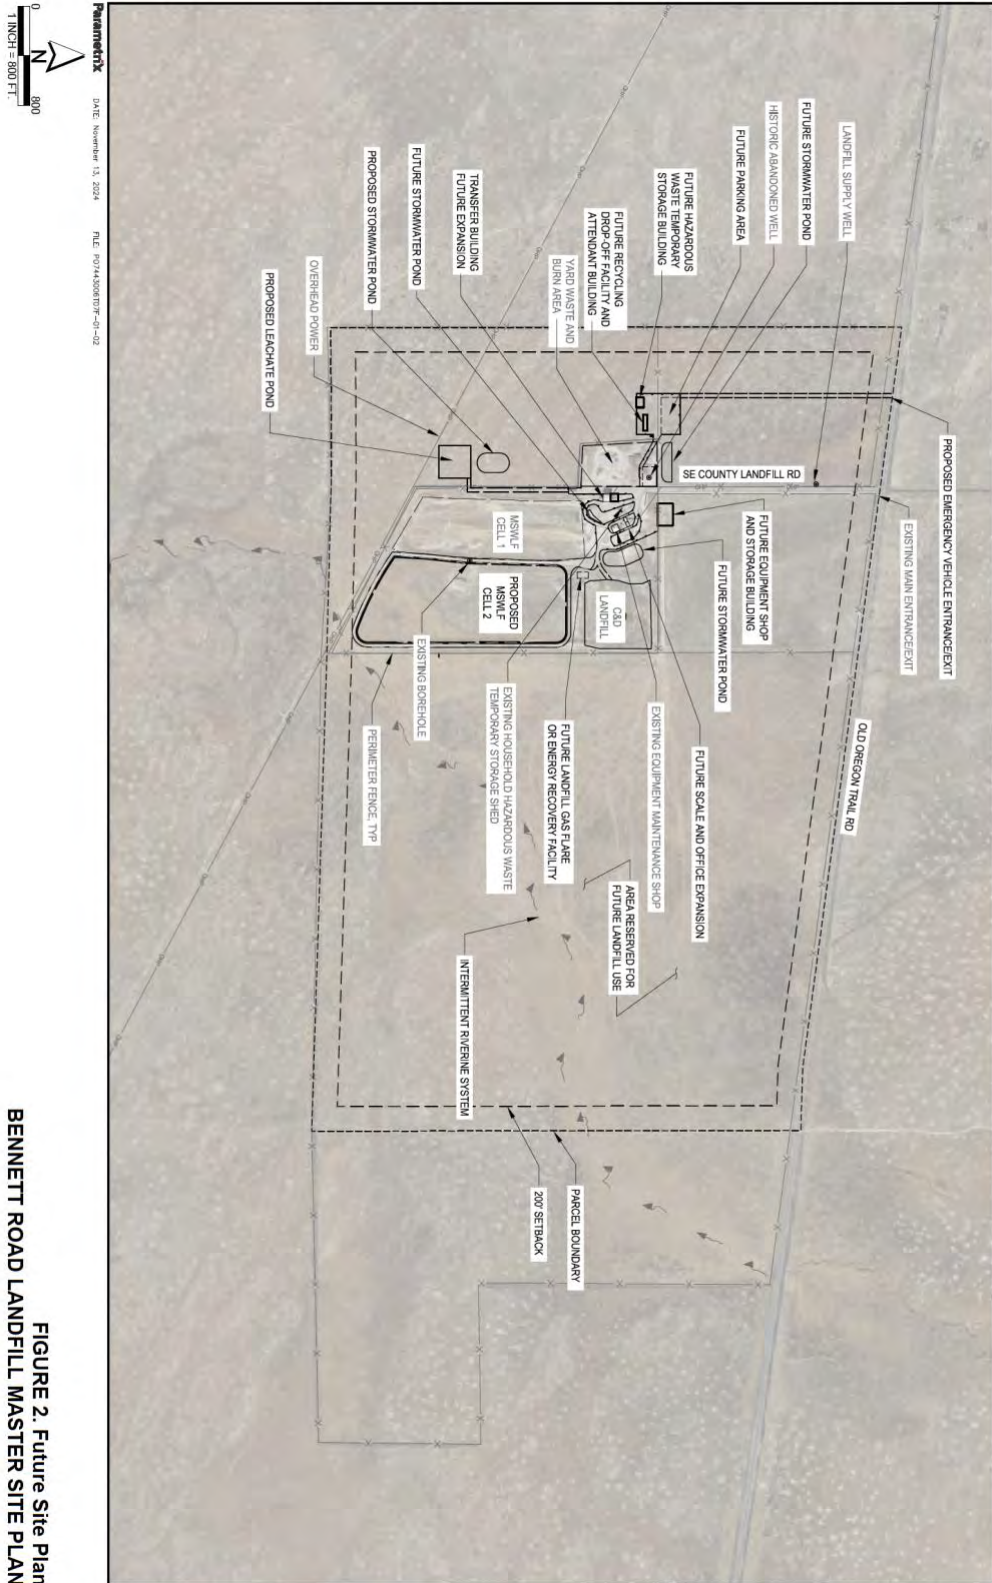 LANDFILL SUPPLY WELL
FUTURE STORMWATER POND
HISTORIC ABANDONED WELL
FUTURE PARKING AREA
FUTURE HAZARDOUS
WASTE TEMPORARY
STORAGE BUILDING
FUTURE RECYCLING
DROP-OFF FACILITY AND
ATTENDANT BUILDING
YARD WASTE AND
BURN AREA
TRANSFER BUILDING
FUTURE EXPANSION
FUTURE STORMWATER POND
PROPOSED STORMWATER POND
OVERHEAD POWER
PROPOSED LEACHATE POND
PROPOSED EMERGENCY VEHICLE ENTRANCE/EXIT
EXISTING MAIN ENTRANCE/EXIT
SE COUNTY LANDFILL RD
FUTURE EQUIPMENT SHOP
AND STORAGE BUILDING
FUTURE STORMWATER POND
OLD OREGON TRAIL RD
C&D
LANDFILL
MSWLF
CELL 1
PROPOSED
MSWLF
CELL 2
FUTURE SCALE AND OFFICE EXPANSION
EXISTING EQUIPMENT MAINTENANCE SHOP
FUTURE LANDFILL GAS FLARE
OR ENERGY RECOVERY FACILITY
EXISTING HOUSEHOLD HAZARDOUS WASTE
TEMPORARY STORAGE SHED
EXISTING BOREHOLE
PERIMETER FENCE, TYP
AREA RESERVED FOR
FUTURE LANDFILL USE
INTERMITTENT RIVERINE SYSTEM
PARCEL BOUNDARY
200' SETBACK
Parametrix
DATE: November 13, 2024
FILE: PO7443006T07F-01-02
N
0 800
1 INCH = 800 FT.
FIGURE 2. Future Site Plan
BENNETT ROAD LANDFILL MASTER SITE PLAN